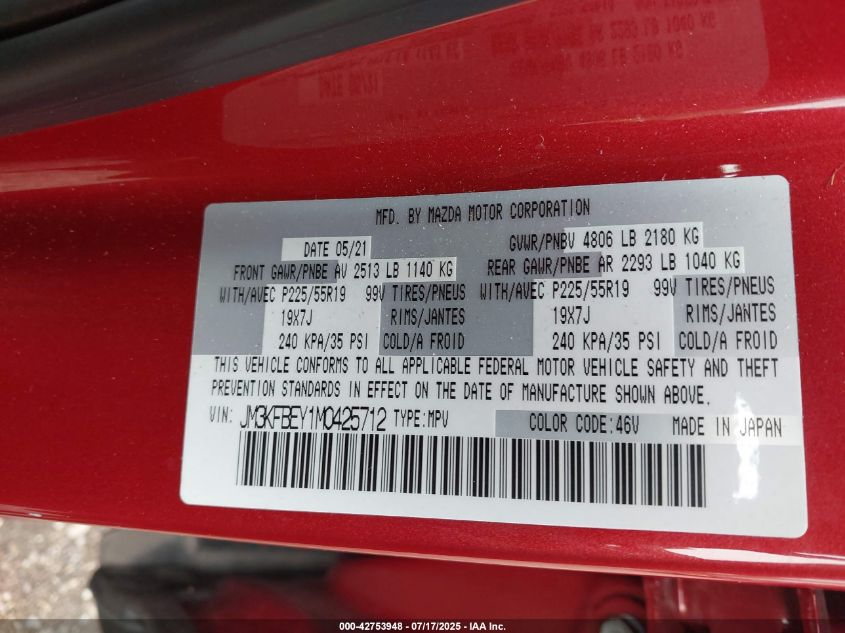 MFD. BY MAZDA MOTOR CORPORATION
DATE 05/21 GVWR/PNBV 4806 LB 2180 KG
FRONT GAWR/PNBE AV 2513 LB 1140 KG REAR GAWR/PNBE AR 2293 LB 1040 KG
WITH/AVEC P225/55R19 99V TIRES/PNEUS WITH/AVEC P225/55R19 99V TIRES/PNEUS
19X7J RIMS/JANTES 19X7J RIMS/JANTES
240 KPA/35 PSI COLD/A FROID 240 KPA/35 PSI COLD/A FROID
THIS VEHICLE CONFORMS TO ALL APPLICABLE FEDERAL MOTOR VEHICLE SAFETY AND THEFT
PREVENTION STANDARDS IN EFFECT ON THE DATE OF MANUFACTURE SHOWN ABOVE.
VIN: JM3KFBEY1M0425712 TYPE:MPV COLOR CODE:46V MADE IN JAPAN
000-42753948 - 07/17/2025 - IAA Inc.